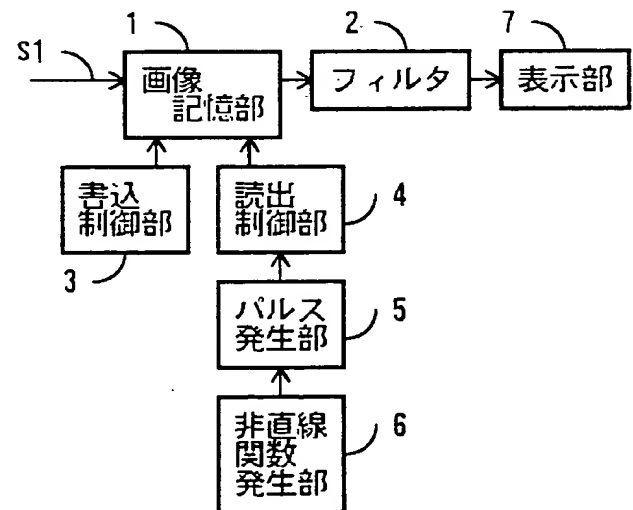 S1
1
2
7
画像
記憶部
フィルタ
表示部
書込
制御部
3
読出
制御部
4
パルス
発生部
5
非直線
関数
発生部
6